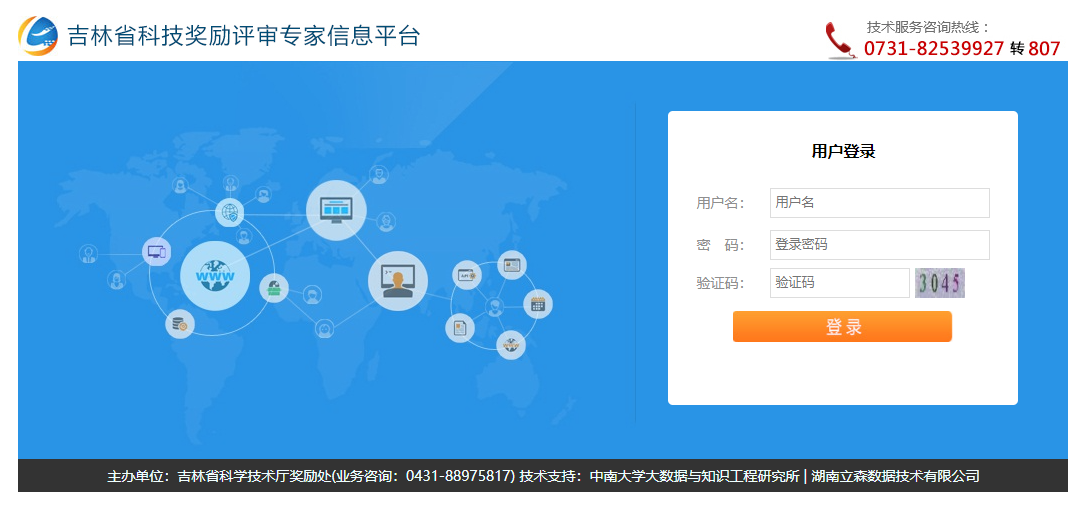 吉林省科技奖励评审专家信息平台
技术服务咨询热线：
0731-82539927 转 807
用户登录
用户名： 用户名
密 码： 登录密码
验证码： 验证码 3045
登录
WWW
主办单位：吉林省科学技术厅奖励处(业务咨询：0431-88975817) 技术支持：中南大学大数据与知识工程研究所 | 湖南立森数据技术有限公司